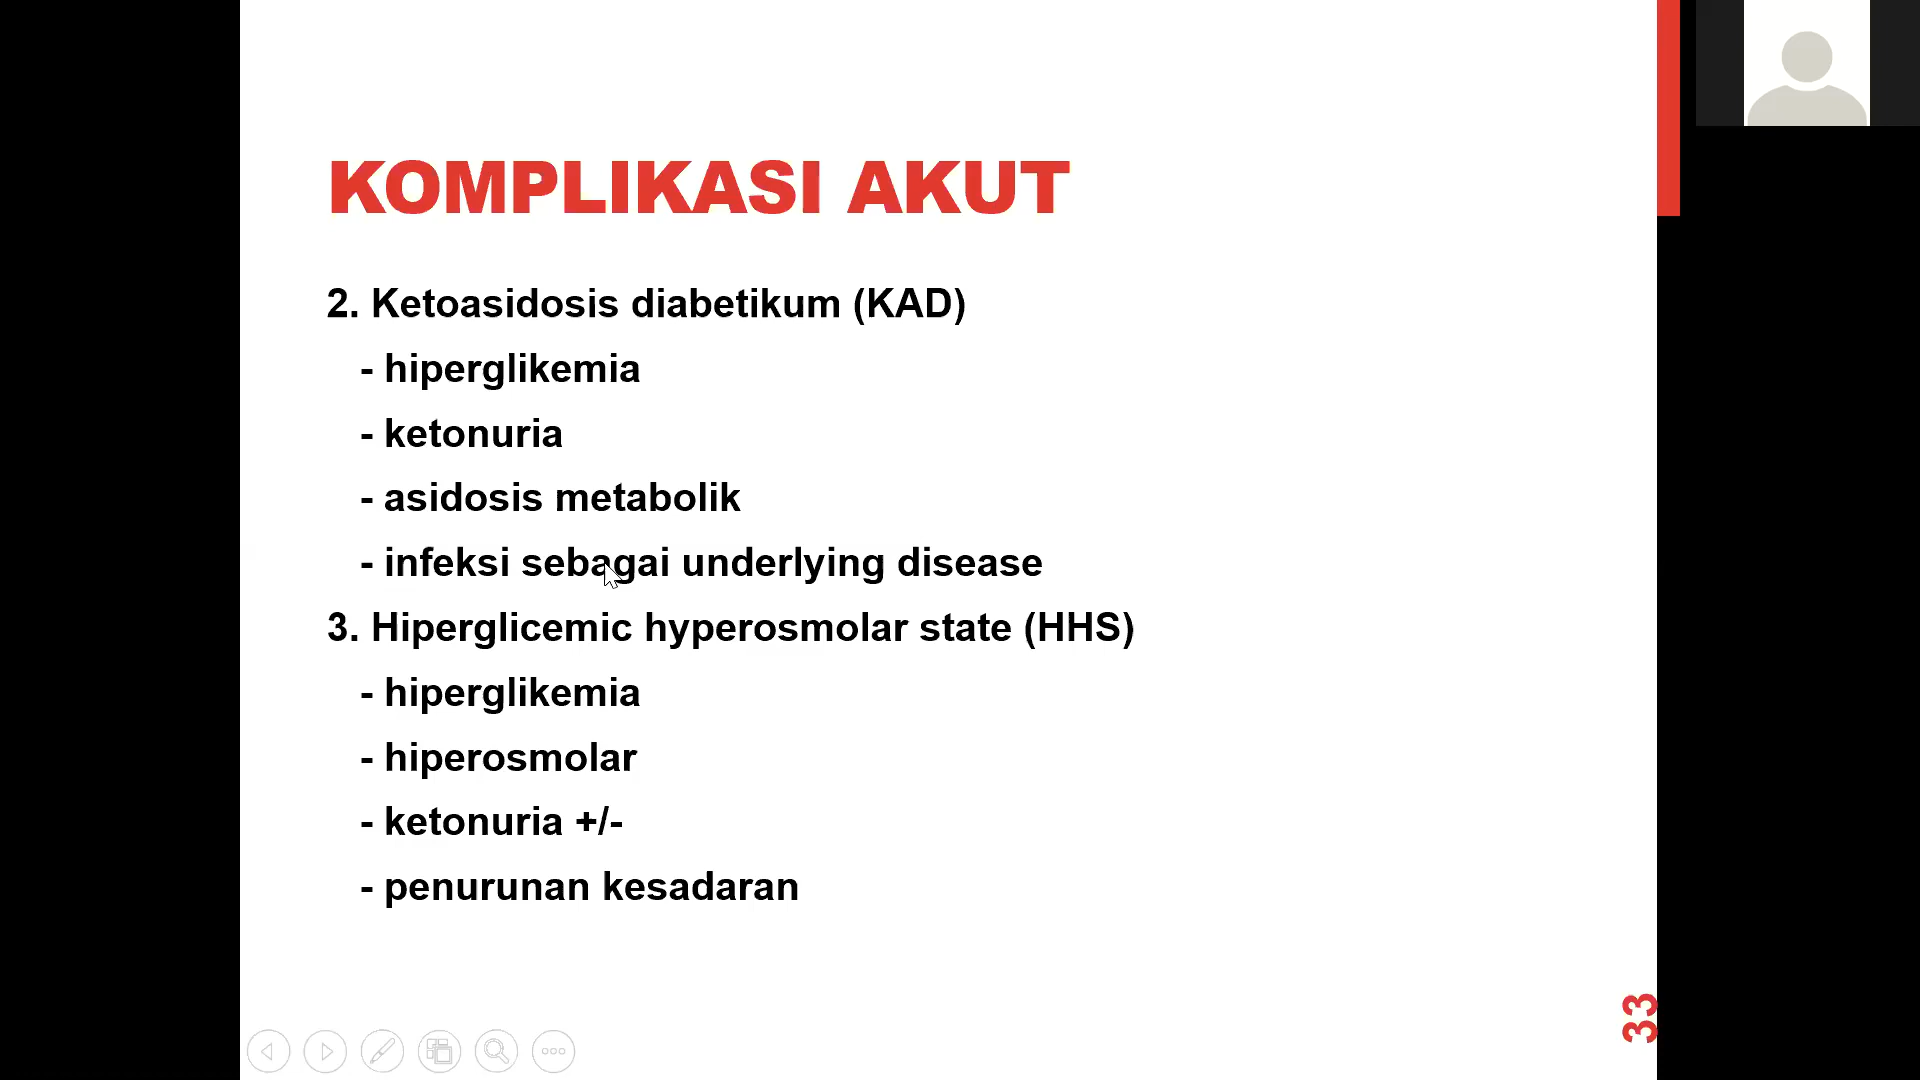 KOMPLIKASI AKUT
2. Ketoasidosis diabetikum (KAD)
- hiperglikemia
- ketonuria
- asidosis metabolik
- infeksi sebagai underlying disease
3. Hiperglicemic hyperosmolar state (HHS)
- hiperglikemia
- hiperosmolar
- ketonuria +/-
- penurunan kesadaran
33